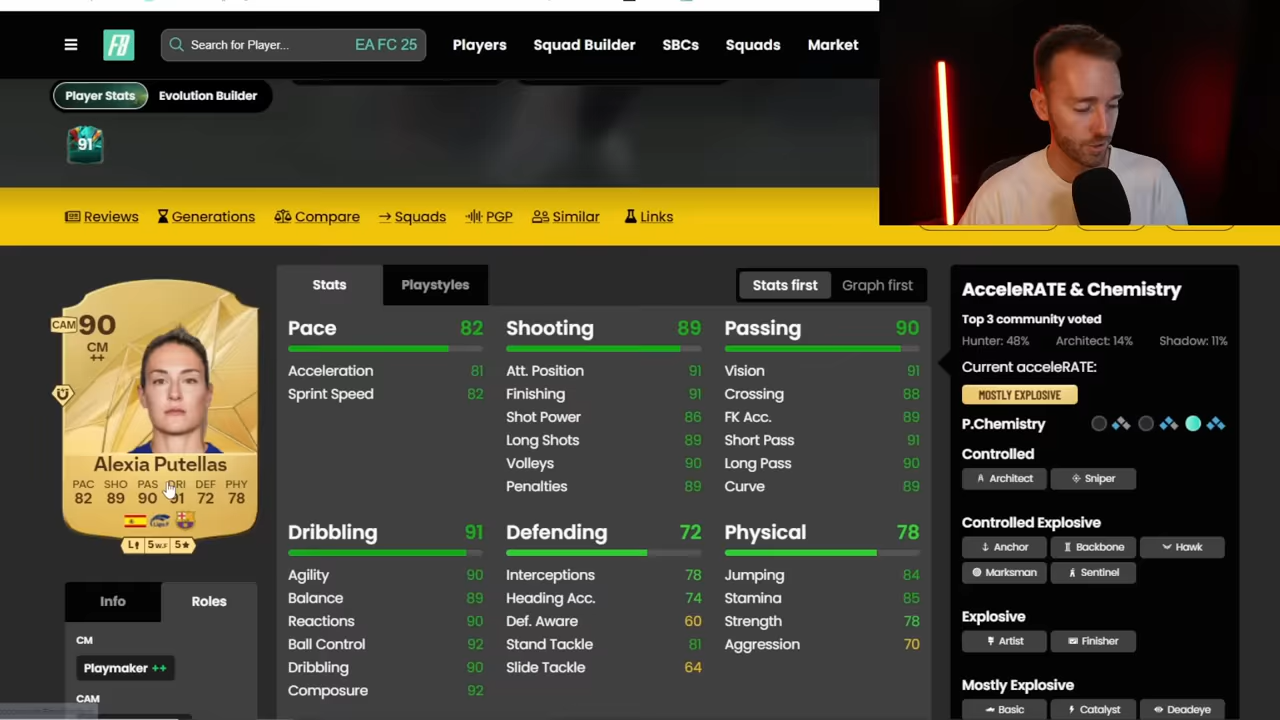 FB
Search for Player...
EA FC 25
Players
Squad Builder
SBCs
Squads
Market
Player Stats
Evolution Builder
91
Reviews
Generations
Compare
Squads
PGP
Similar
Links
CAM 90
CM
++
Alexia Putellas
PAC SHO PAS DRI DEF PHY
82 89 90 91 72 78
L 5 W.F 5★
Info
Roles
CM
Playmaker ++
CAM
Stats
Playstyles
Stats first
Graph first
Pace 82
Acceleration 81
Sprint Speed 82
Shooting 89
Att. Position 91
Finishing 91
Shot Power 86
Long Shots 89
Volleys 90
Penalties 89
Passing 90
Vision 91
Crossing 88
FK Acc. 89
Short Pass 91
Long Pass 90
Curve 89
Dribbling 91
Agility 90
Balance 89
Reactions 90
Ball Control 92
Dribbling 90
Composure 92
Defending 72
Interceptions 78
Heading Acc. 74
Def. Aware 60
Stand Tackle 81
Slide Tackle 64
Physical 78
Jumping 84
Stamina 85
Strength 78
Aggression 70
AcceleRATE & Chemistry
Top 3 community voted
Hunter: 48% Architect: 14% Shadow: 11%
Current acceleRATE:
MOSTLY EXPLOSIVE
P.Chemistry
Controlled
Architect
Sniper
Controlled Explosive
Anchor
Backbone
Hawk
Marksman
Sentinel
Explosive
Artist
Finisher
Mostly Explosive
Basic
Catalyst
Deadeye